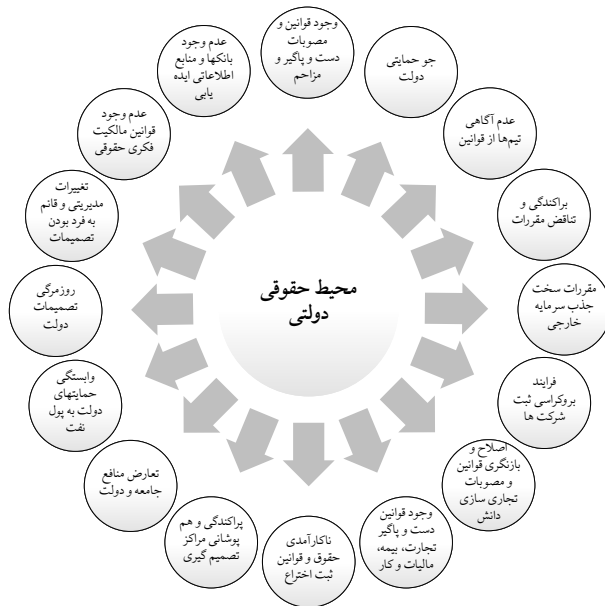 وجود قوانین و
مصوبات
دست و پاگیر و
مزاحم
جو حمایتی
دولت
عدم آگاهی
تیم‌ها از قوانین
براکندگی و
تناقض مقررات
مقررات سخت
جذب سرمایه
خارجی
فرایند
بروکراسی ثبت
شرکت ها
اصلاح و
بازنگری قوانین
و مصوبات
تجاری سازی
دانش
وجود قوانین
دست و پاگیر
تجارت، بیمه،
مالیات و کار
ناکارآمدی
حقوق و قوانین
ثبت اختراع
پراکندگی و هم
پوشانی مراکز
تصمیم گیری
تعارض منافع
جامعه و دولت
وابستگی
حمایتهای
دولت به پول
نفت
روزمرگی
تصمیمات
دولت
تغییرات
مدیریتی و قائم
به فرد بودن
تصمیمات
عدم وجود
قوانین مالکیت
فکری حقوقی
عدم وجود
بانکها و منابع
اطلاعاتی ایده
یابی
محیط حقوقی
دولتی